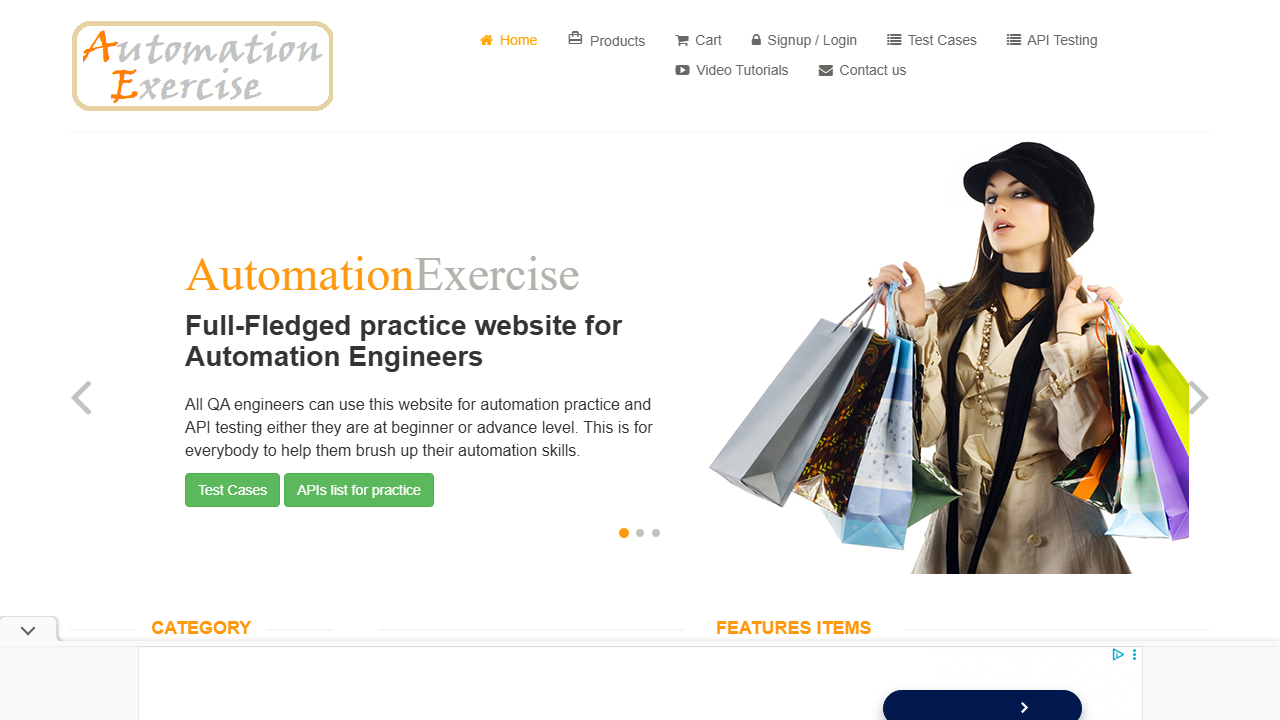 Automation
Exercise
Home
Products
Cart
Signup / Login
Test Cases
API Testing
Video Tutorials
Contact us
AutomationExercise
Full-Fledged practice website for
Automation Engineers
All QA engineers can use this website for automation practice and
API testing either they are at beginner or advance level. This is for
everybody to help them brush up their automation skills.
Test Cases
APIs list for practice
CATEGORY
FEATURES ITEMS